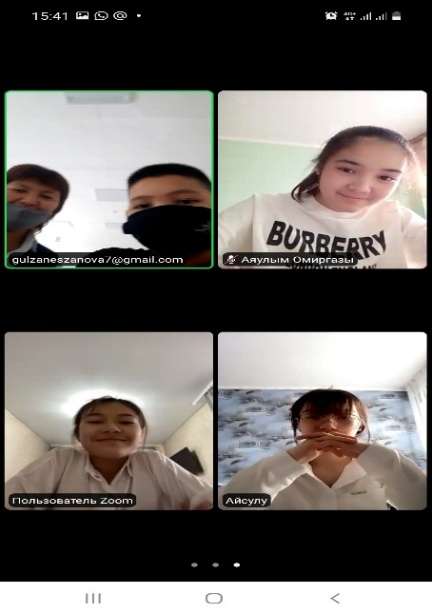 15:41
gulzaneszanova7@gmail.com
BURBERRY
Аяулым Омиргазы
Пользователь Zoom
Айсулу